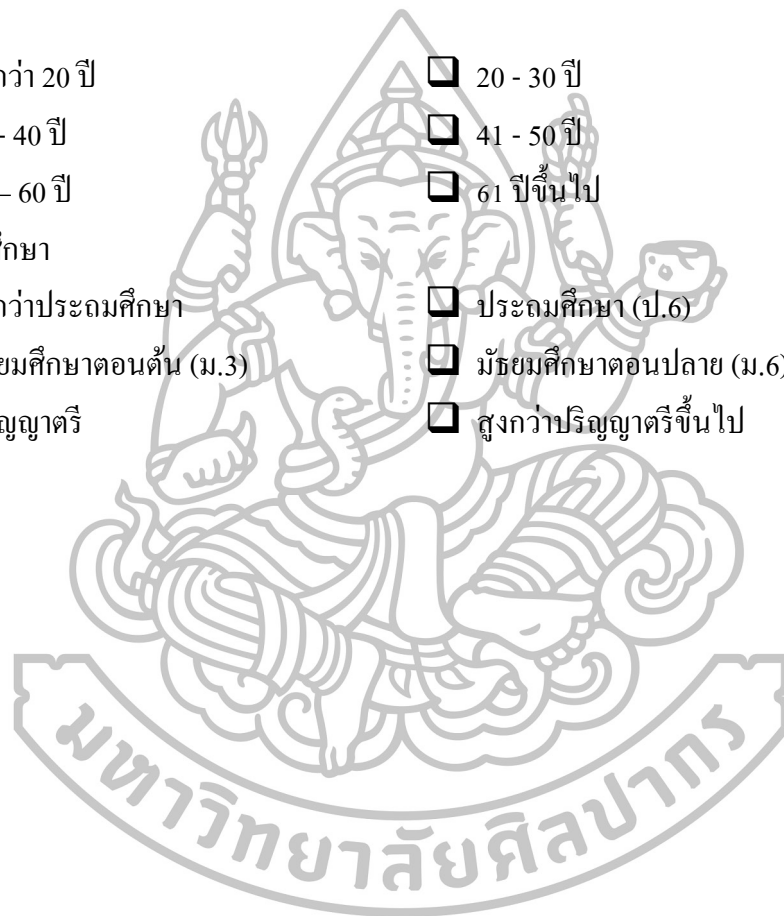 กว่า 20 ปี ❑ 20 - 30 ปี
- 40 ปี ❑ 41 - 50 ปี
– 60 ปี ❑ 61 ปีขึ้นไป
ศึกษา
กว่าประถมศึกษา ❑ ประถมศึกษา (ป.6)
ยมศึกษาตอนต้น (ม.3) ❑ มัธยมศึกษาตอนปลาย (ม.6)
ญญาตรี ❑ สูงกว่าปริญญาตรีขึ้นไป
มหาวิทยาลัยศิลปากร